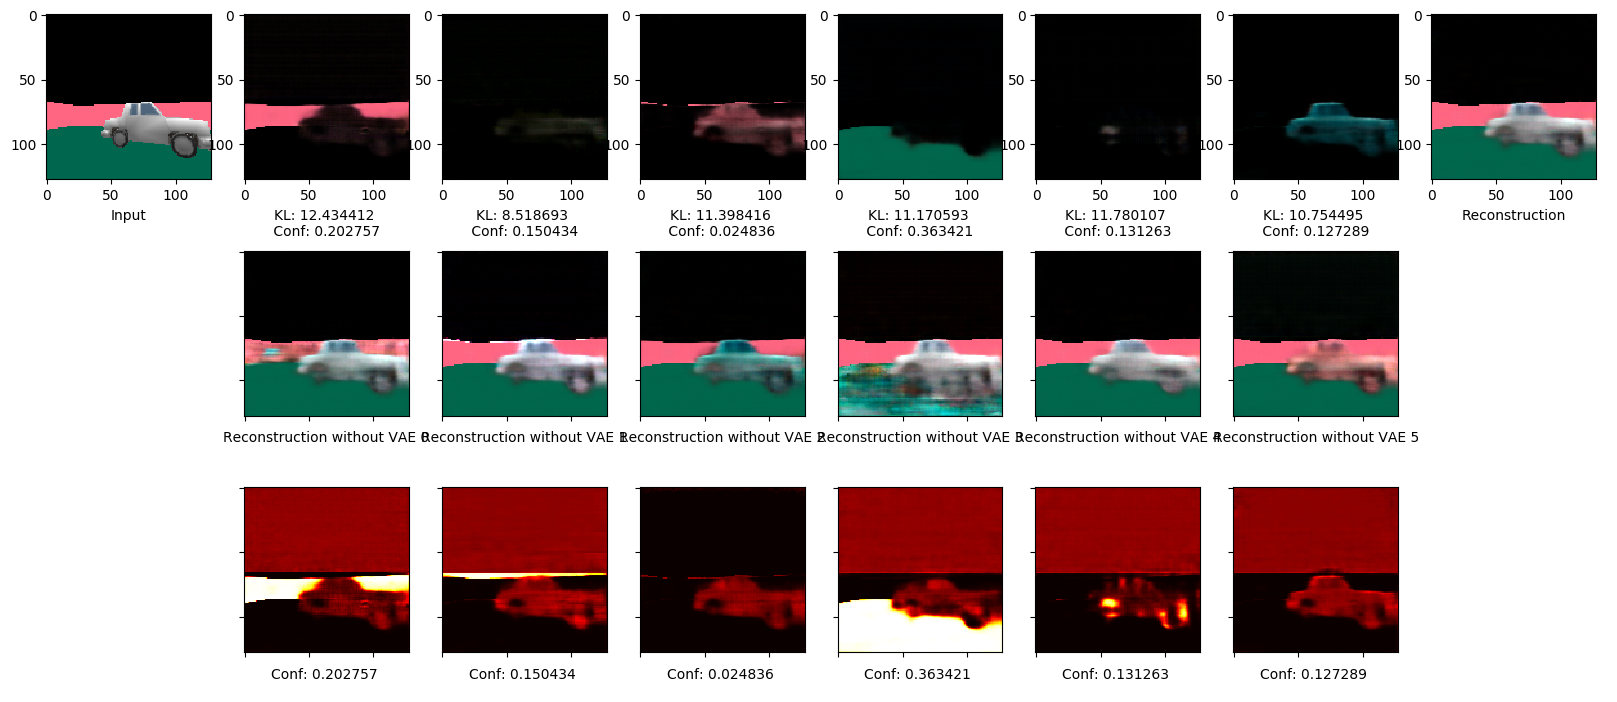 0
50
100
0
50
100
Input
0
50
100
0
100
KL: 12.434412
Conf: 0.202757
0
50
100
0
100
KL: 8.518693
Conf: 0.150434
0
50
100
0
100
KL: 11.398416
Conf: 0.024836
0
50
100
0
100
KL: 11.170593
Conf: 0.363421
0
50
100
0
100
KL: 11.780107
Conf: 0.131263
0
50
100
0
100
KL: 10.754495
Conf: 0.127289
0
50
100
0
50
100
Reconstruction
Reconstruction without VAE 0
Reconstruction without VAE 1
Reconstruction without VAE 2
Reconstruction without VAE 3
Reconstruction without VAE 4
Reconstruction without VAE 5
Conf: 0.202757
Conf: 0.150434
Conf: 0.024836
Conf: 0.363421
Conf: 0.131263
Conf: 0.127289